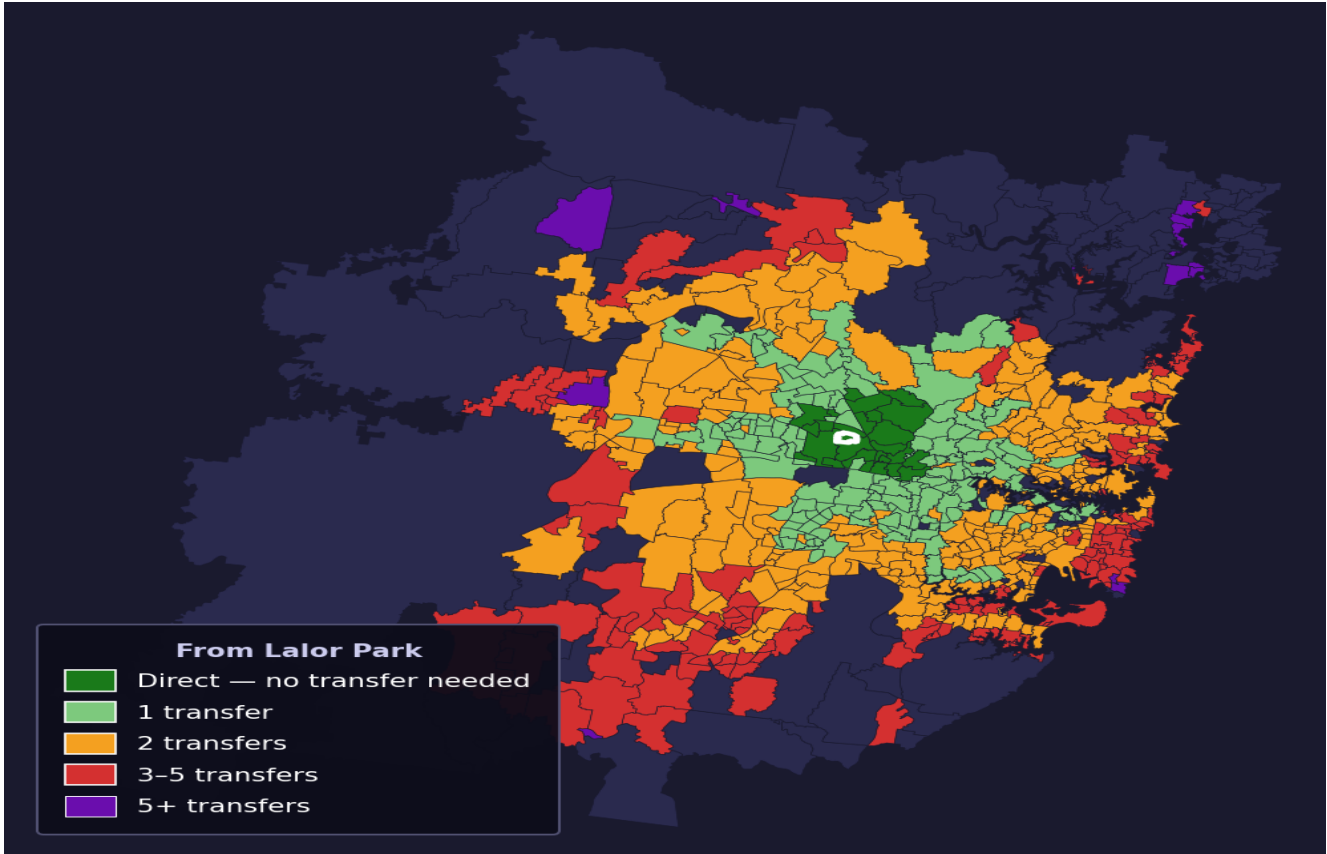 From Lalor Park
Direct — no transfer needed
1 transfer
2 transfers
3–5 transfers
5+ transfers